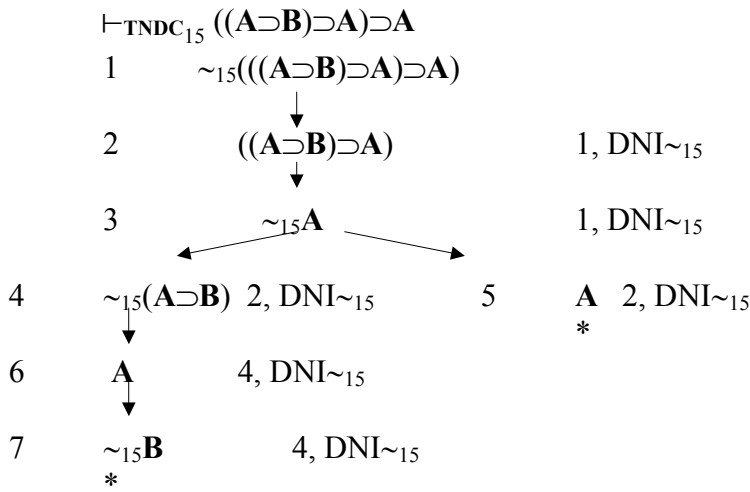 ⊢TNDC₁₅ ((A⊃B)⊃A)⊃A
1 ~₁₅(((A⊃B)⊃A)⊃A)
2 ((A⊃B)⊃A) 1, DNI~₁₅
3 ~₁₅A 1, DNI~₁₅
4 ~₁₅(A⊃B) 2, DNI~₁₅ 5 A 2, DNI~₁₅
*
6 A 4, DNI~₁₅
7 ~₁₅B 4, DNI~₁₅
*